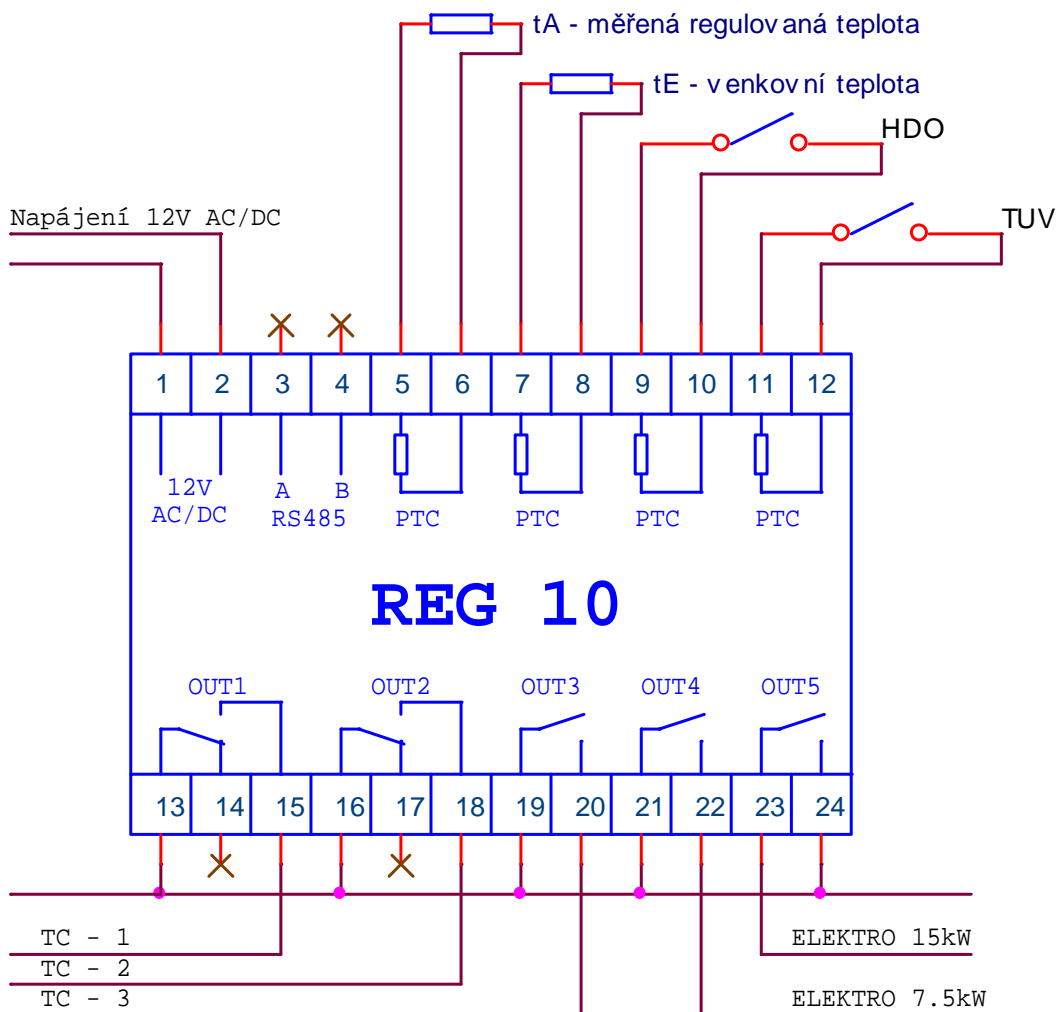 tA - měřená regulovaná teplota
tE - venkovní teplota
HDO
Napájení 12V AC/DC
TUV
1 2 3 4 5 6 7 8 9 10 11 12
12V A B
AC/DC RS485 PTC PTC PTC PTC
REG 10
OUT1 OUT2 OUT3 OUT4 OUT5
13 14 15 16 17 18 19 20 21 22 23 24
TC - 1 ELEKTRO 15kW
TC - 2
TC - 3 ELEKTRO 7.5kW